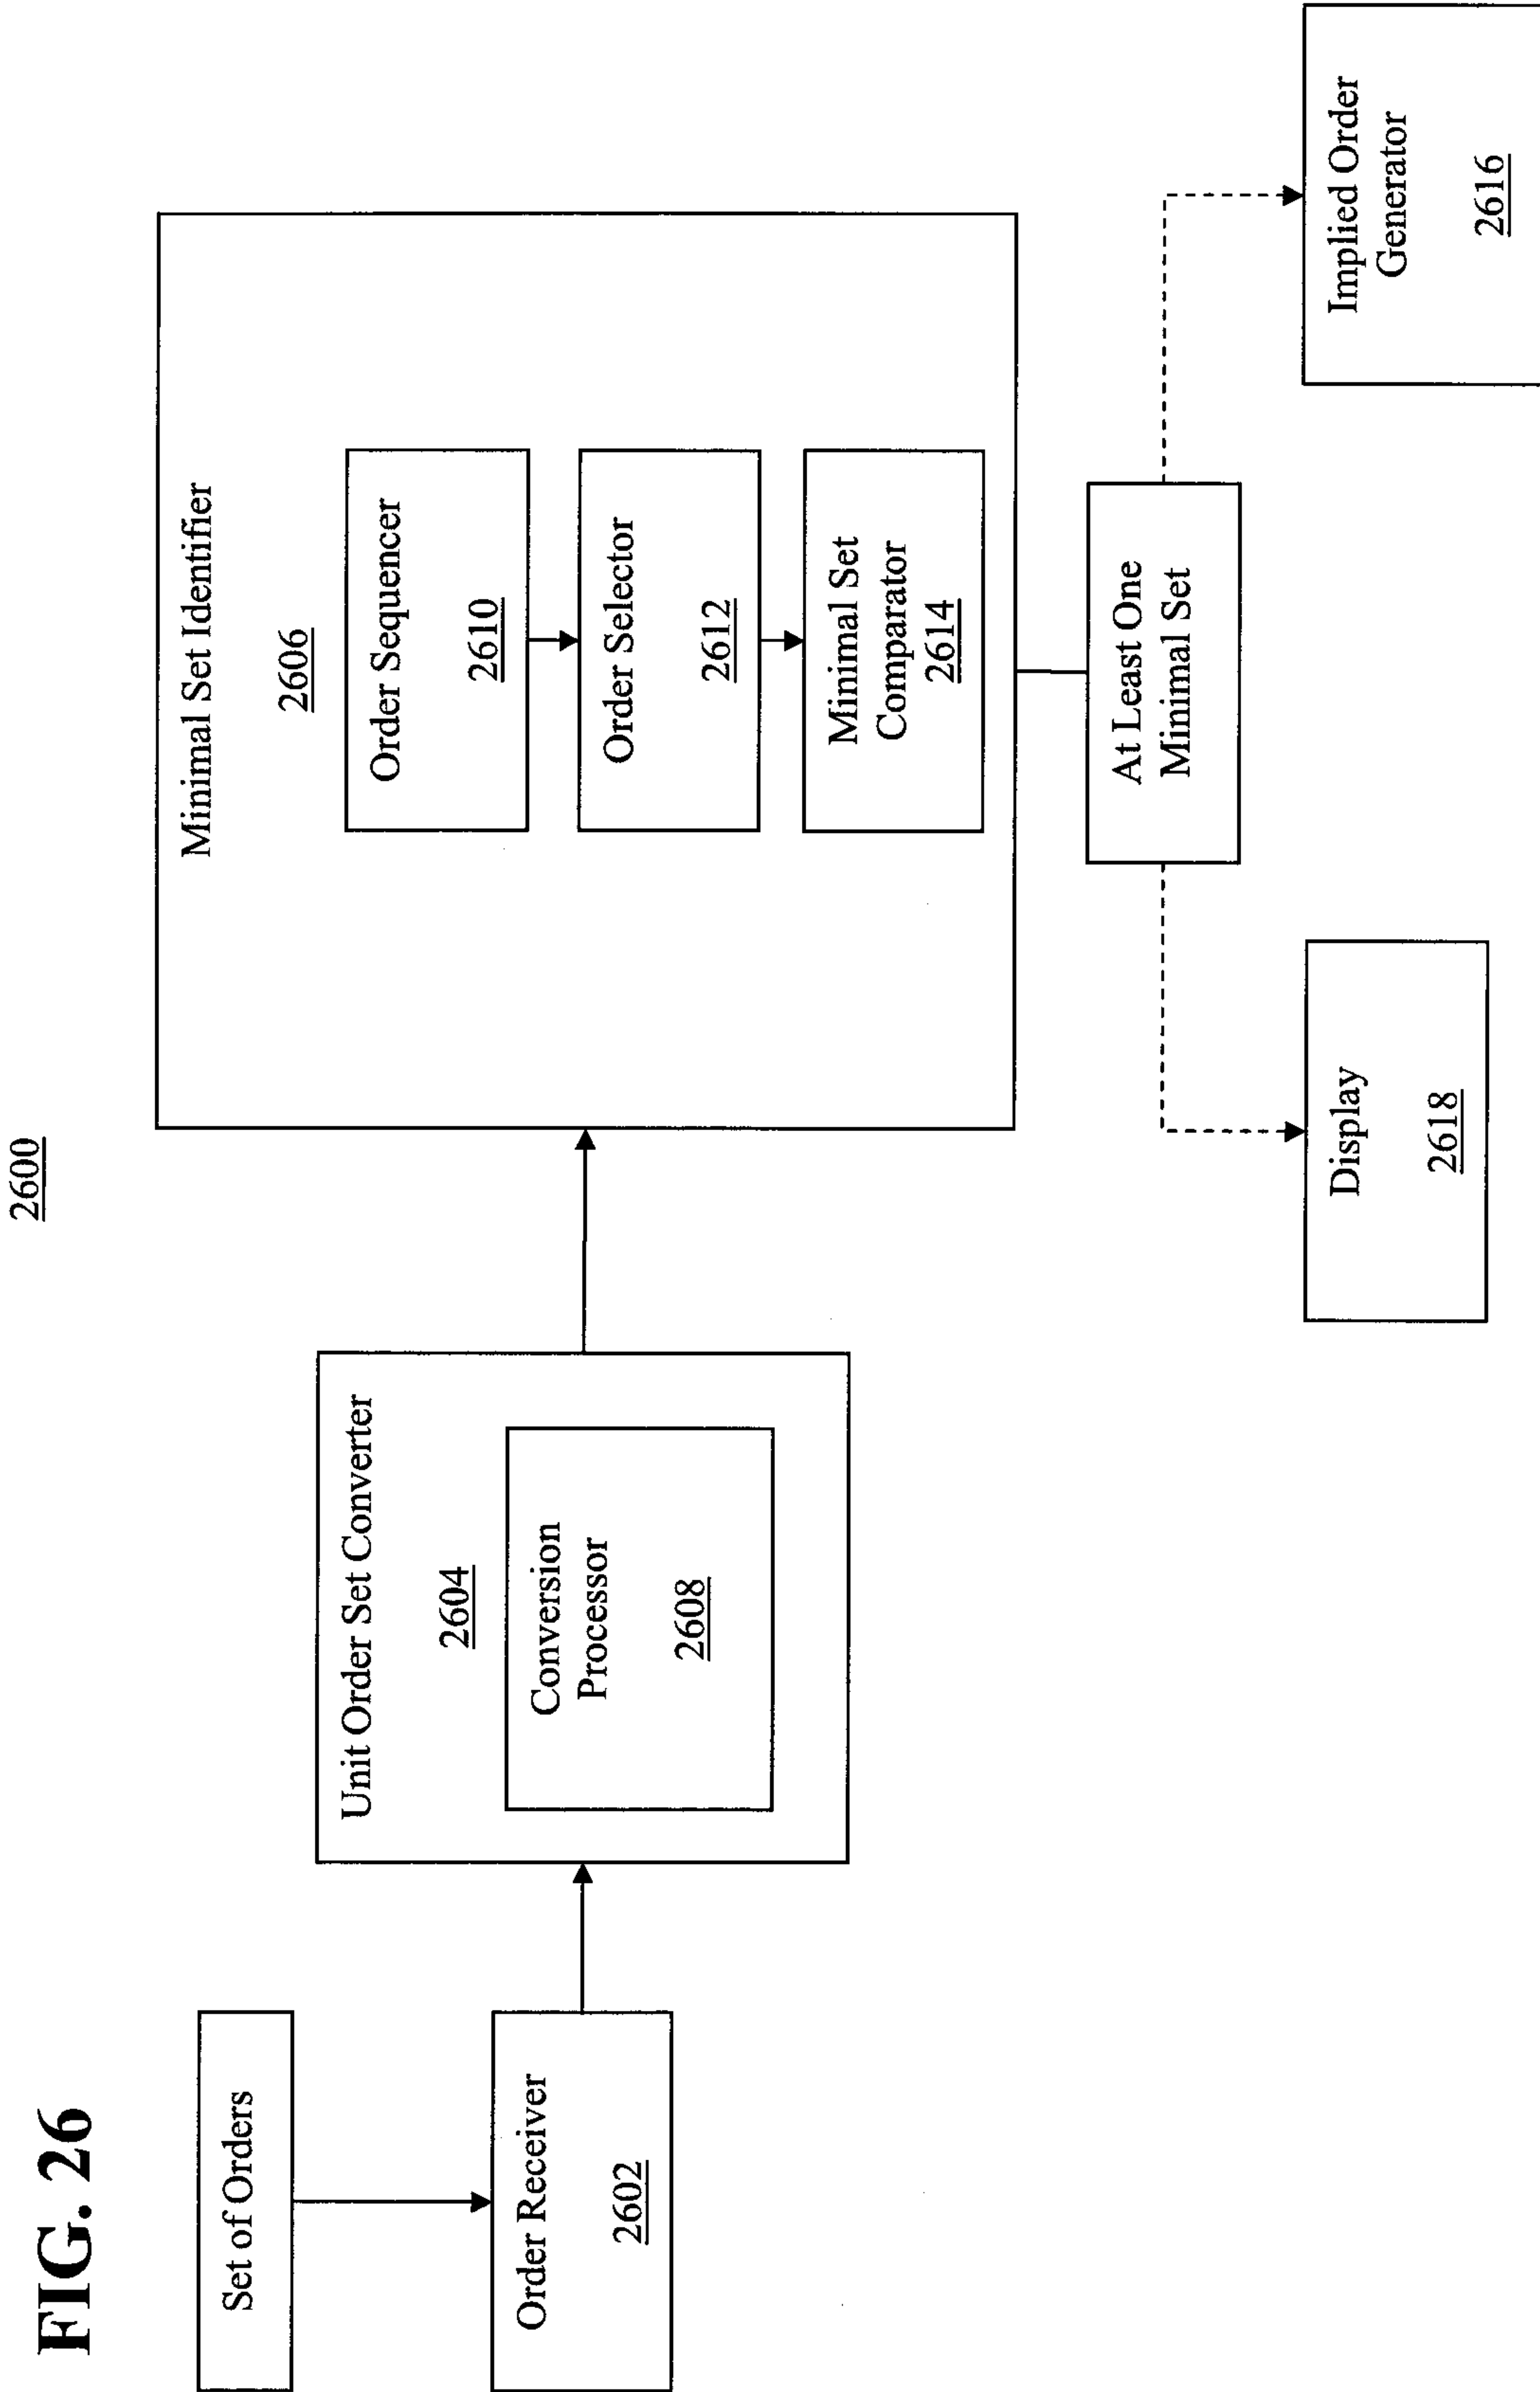 FIG. 26
2600
Set of Orders
Order Receiver
2602
Unit Order Set Converter
2604
Conversion
Processor
2608
Minimal Set Identifier
2606
Order Sequencer
2610
Order Selector
2612
Minimal Set
Comparator
2614
At Least One
Minimal Set
Display
2618
Implied Order
Generator
2616